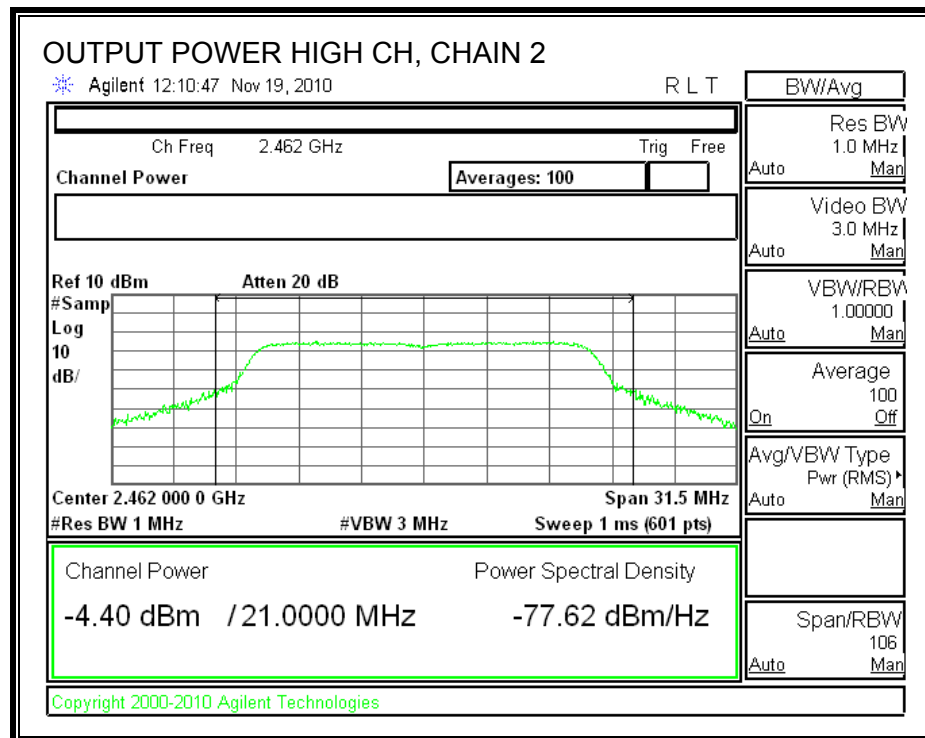 OUTPUT POWER HIGH CH, CHAIN 2
Agilent 12:10:47 Nov 19, 2010 R L T
BW/Avg
Ch Freq 2.462 GHz Trig Free
Channel Power Averages: 100
Ref 10 dBm Atten 20 dB
#Samp
Log
10
dB/
Center 2.462 000 0 GHz Span 31.5 MHz
#Res BW 1 MHz #VBW 3 MHz Sweep 1 ms (601 pts)
Channel Power Power Spectral Density
-4.40 dBm / 21.0000 MHz -77.62 dBm/Hz
Res BW
1.0 MHz
Auto Man
Video BW
3.0 MHz
Auto Man
VBW/RBW
1.00000
Auto Man
Average
100
On Off
Avg/VBW Type
Pwr (RMS)
Auto Man
Span/RBW
106
Auto Man
Copyright 2000-2010 Agilent Technologies